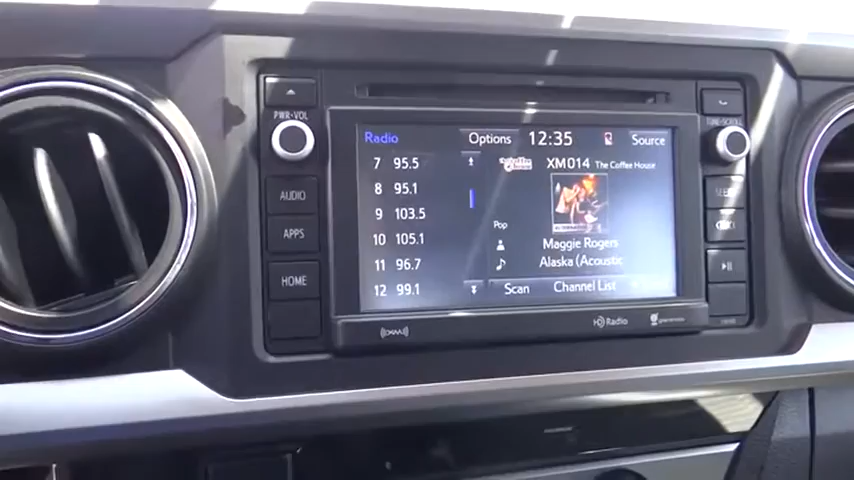 PWR•VOL
AUDIO
APPS
HOME
Radio
Options
12:35
Source
7 95.5
8 95.1
9 103.5
10 105.1
11 96.7
12 99.1
XM014 The Coffee House
Pop
Maggie Rogers
Alaska (Acoustic
Scan
Channel List
HD Radio
TUNE•SCROLL
SEEK